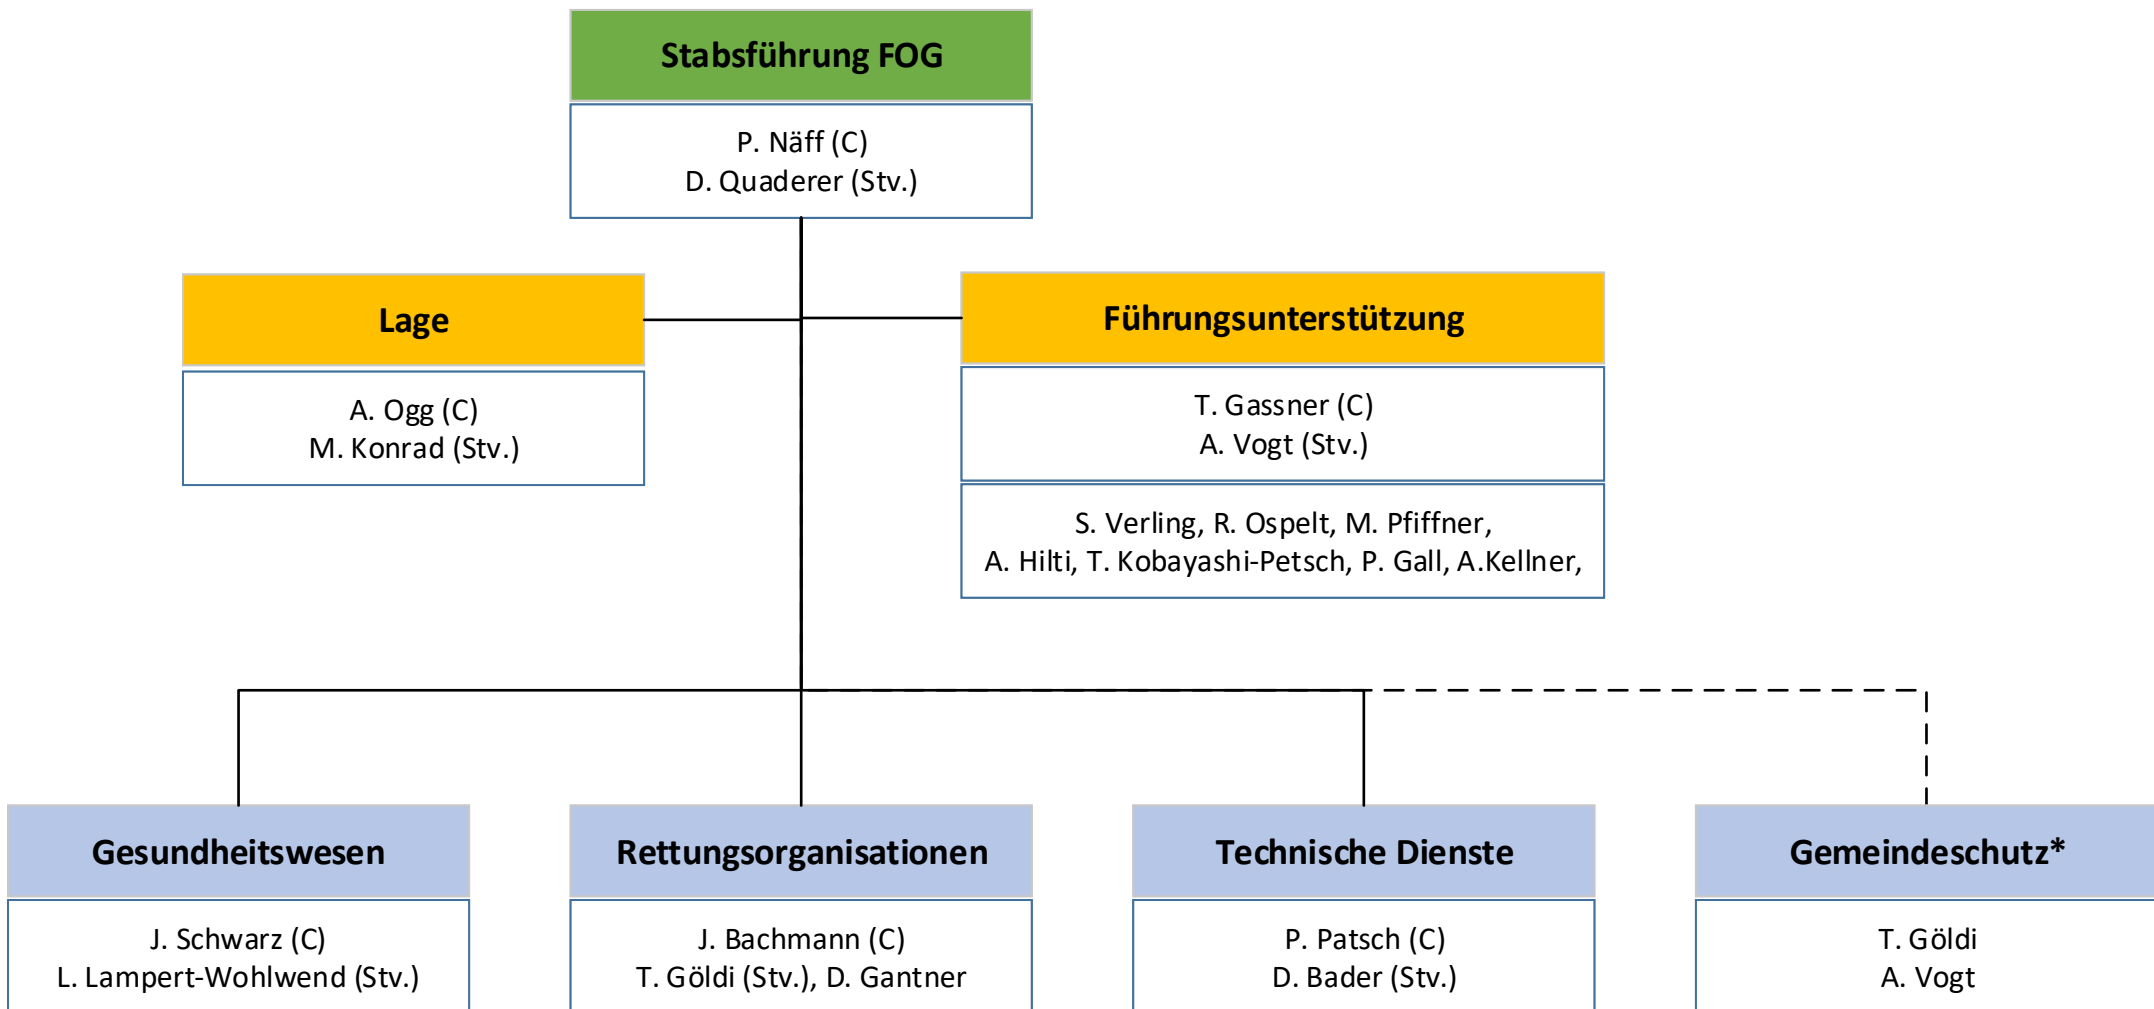 Stabsführung FOG
P. Näff (C)
D. Quaderer (Stv.)
Lage
A. Ogg (C)
M. Konrad (Stv.)
Führungsunterstützung
T. Gassner (C)
A. Vogt (Stv.)
S. Verling, R. Ospelt, M. Pfiffner,
A. Hilti, T. Kobayashi-Petsch, P. Gall, A.Kellner,
Gesundheitswesen
J. Schwarz (C)
L. Lampert-Wohlwend (Stv.)
Rettungsorganisationen
J. Bachmann (C)
T. Göldi (Stv.), D. Gantner
Technische Dienste
P. Patsch (C)
D. Bader (Stv.)
Gemeindeschutz*
T. Göldi
A. Vogt